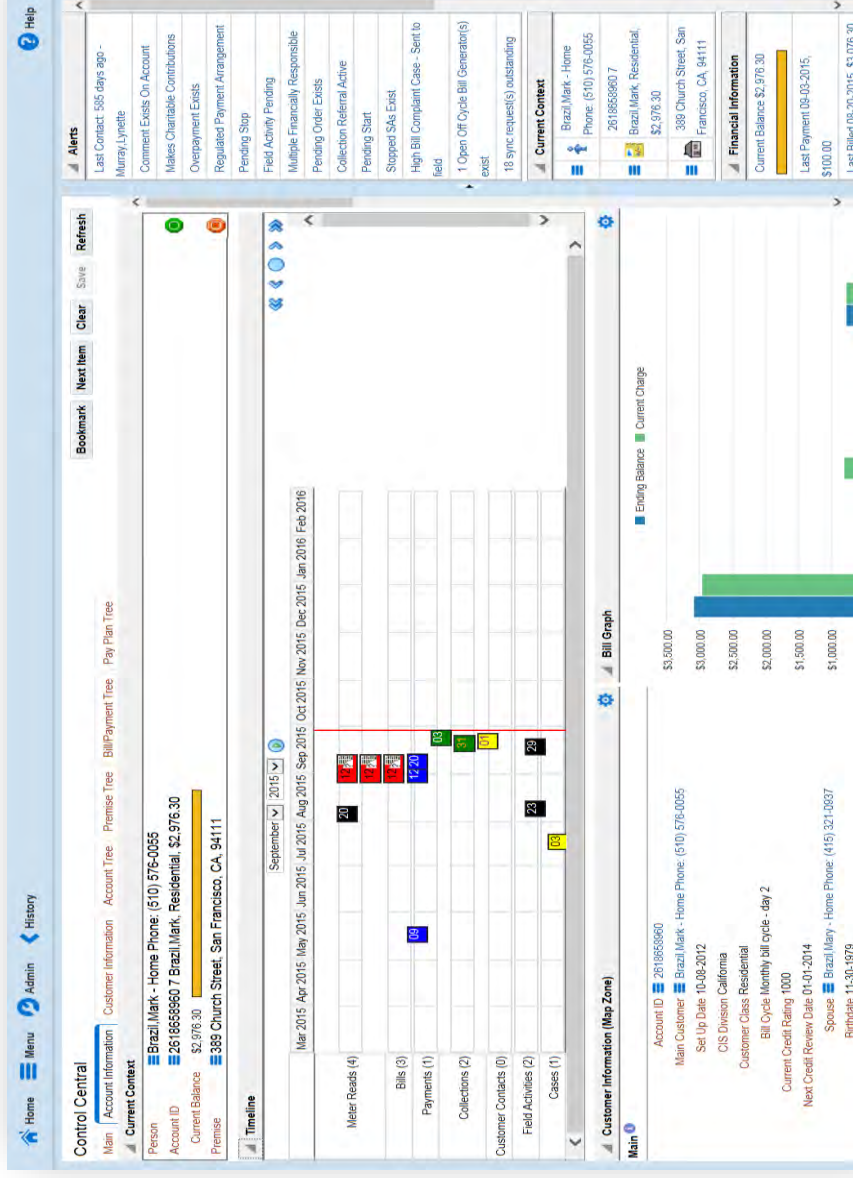 Home Menu Admin History Help
Control Central
Bookmark Next Item Clear Save Refresh
Main Account Information Customer Information Account Tree Premise Tree Bill/Payment Tree Pay Plan Tree
Current Context
Person Brazil,Mark - Home Phone: (510) 576-0055
Account ID 2618658960 7 Brazil,Mark, Residential, $2,976.30
Current Balance $2,976.30
Premise 389 Church Street, San Francisco, CA, 94111
Timeline
September 2015
Mar 2015 Apr 2015 May 2015 Jun 2015 Jul 2015 Aug 2015 Sep 2015 Oct 2015 Nov 2015 Dec 2015 Jan 2016 Feb 2016
Meter Reads (4) 20 12
12
Bills (3) 12
Payments (1) 09 12 20
03
Collections (2) 31
Customer Contacts (0) 01
Field Activities (2) 23 29
Cases (1) 03
Customer Information (Map Zone)
Main
Account ID 2618658960
Main Customer Brazil,Mark - Home Phone: (510) 576-0055
Set Up Date 10-08-2012
CIS Division California
Customer Class Residential
Bill Cycle Monthly bill cycle - day 2
Current Credit Rating 1000
Next Credit Review Date 01-01-2014
Spouse Brazil,Mary - Home Phone: (415) 321-0937
Birthdate 11-30-1979
Bill Graph
Ending Balance Current Charge
$3,500.00
$3,000.00
$2,500.00
$2,000.00
$1,500.00
$1,000.00
Alerts
Last Contact: 585 days ago -
Murray,Lynette
Comment Exists On Account
Makes Charitable Contributions
Overpayment Exists
Regulated Payment Arrangement
Pending Stop
Field Activity Pending
Multiple Financially Responsible
Pending Order Exists
Collection Referral Active
Pending Start
Stopped SAs Exist
High Bill Complaint Case - Sent to
field
1 Open Off Cycle Bill Generator(s)
exist
18 sync request(s) outstanding
Current Context
Brazil,Mark - Home
Phone: (510) 576-0055
2618658960 7
Brazil,Mark, Residential,
$2,976.30
389 Church Street, San
Francisco, CA, 94111
Financial Information
Current Balance $2,976.30
Last Payment 09-03-2015,
$100.00
Last Billed 08-20-2015, $3,076.30